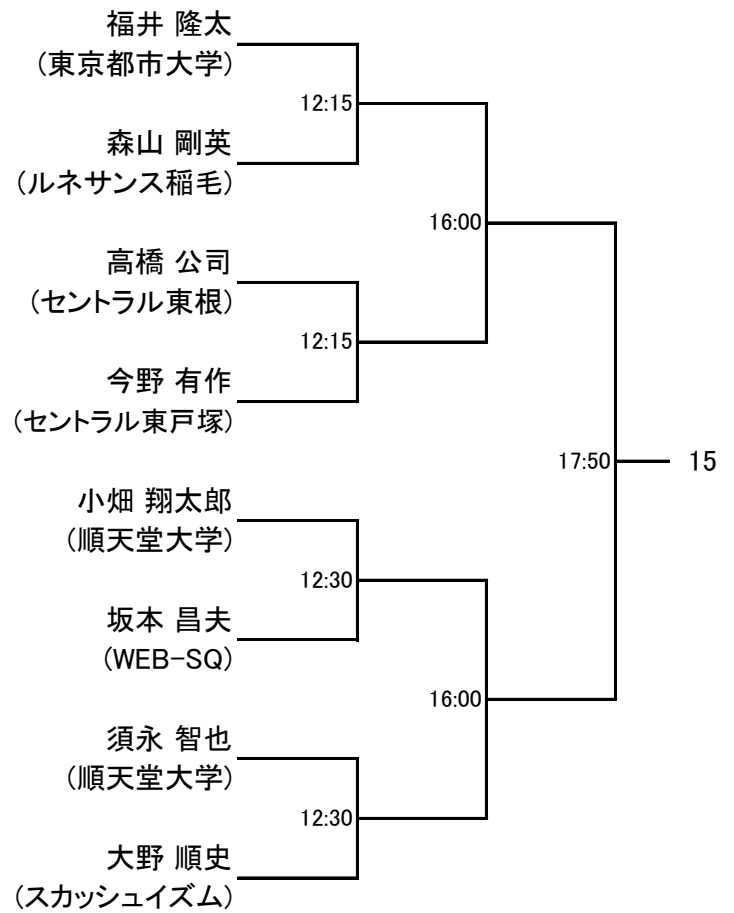 福井 隆太
(東京都市大学)
12:15
森山 剛英
(ルネサンス稲毛)
16:00
高橋 公司
(セントラル東根)
12:15
今野 有作
(セントラル東戸塚)
17:50 15
小畑 翔太郎
(順天堂大学)
12:30
坂本 昌夫
(WEB-SQ)
16:00
須永 智也
(順天堂大学)
12:30
大野 順史
(スカッシュイズム)